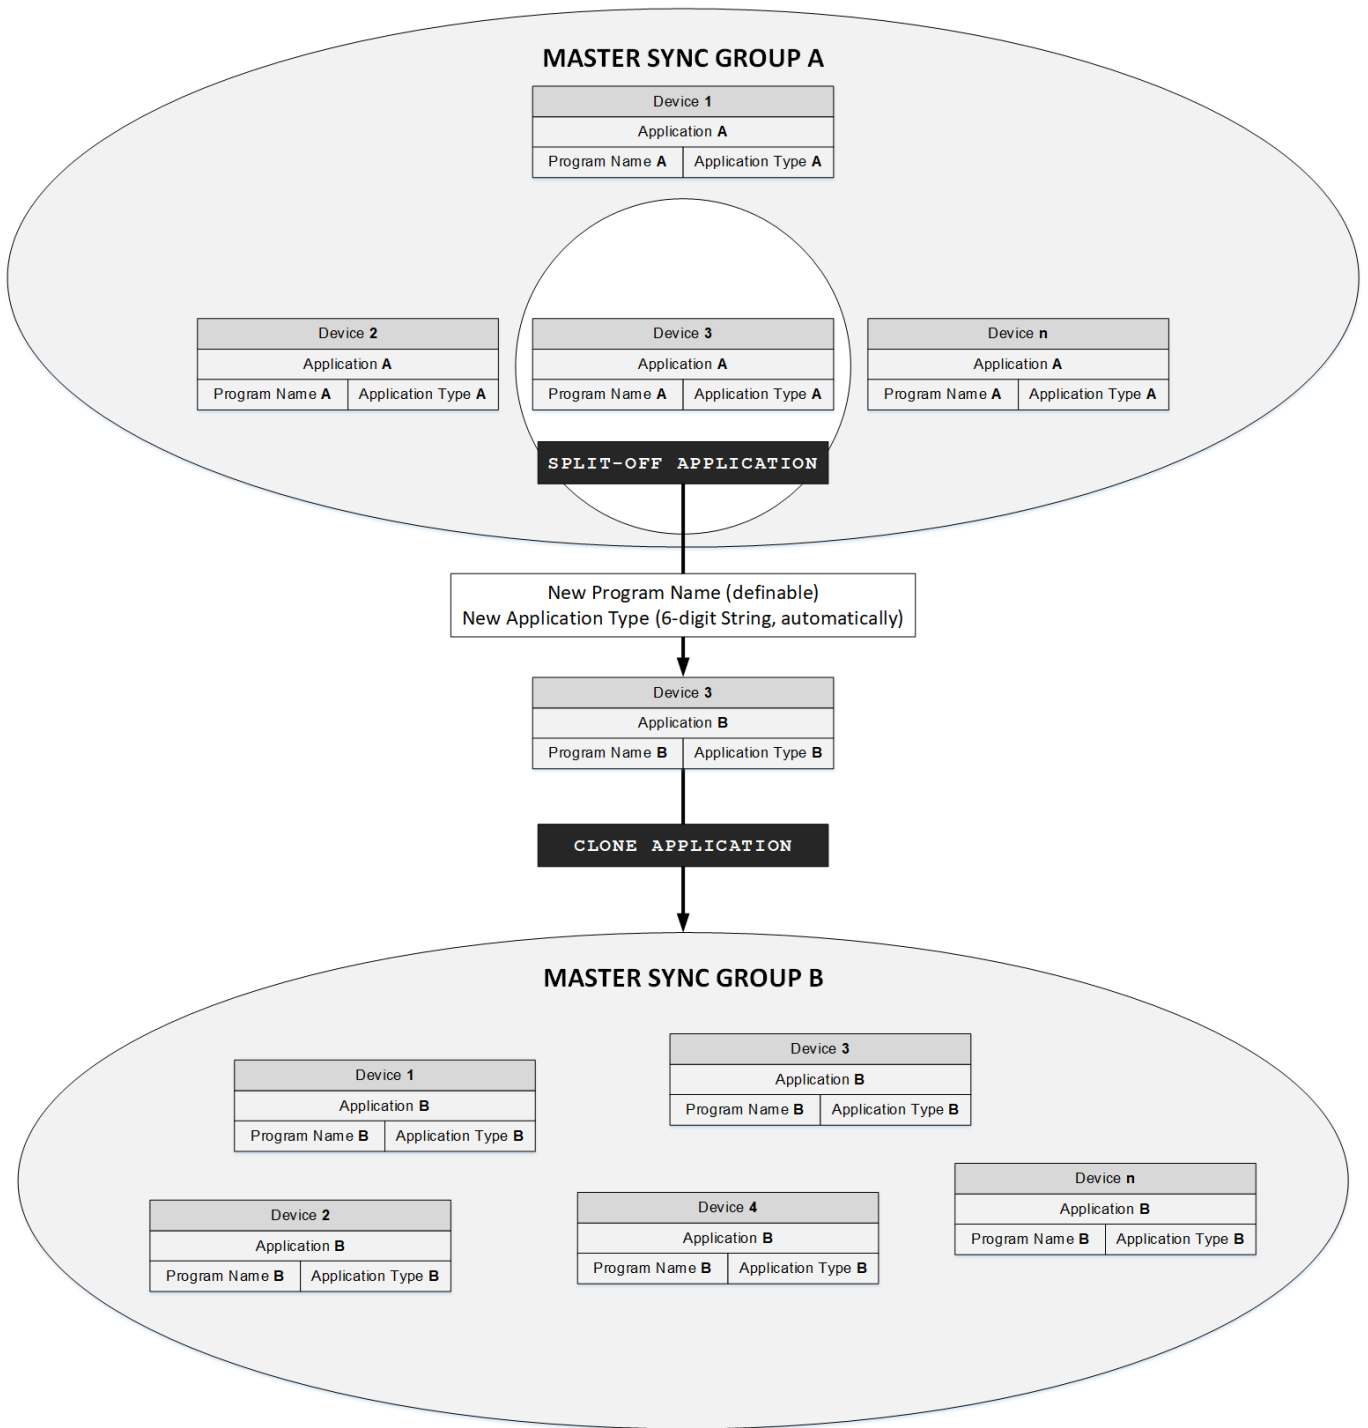 MASTER SYNC GROUP A
Device 1
Application A
Program Name A Application Type A
Device 2
Application A
Program Name A Application Type A
Device 3
Application A
Program Name A Application Type A
Device n
Application A
Program Name A Application Type A
SPLIT-OFF APPLICATION
New Program Name (definable)
New Application Type (6-digit String, automatically)
Device 3
Application B
Program Name B Application Type B
CLONE APPLICATION
MASTER SYNC GROUP B
Device 3
Application B
Program Name B Application Type B
Device 1
Application B
Program Name B Application Type B
Device n
Application B
Program Name B Application Type B
Device 2
Application B
Program Name B Application Type B
Device 4
Application B
Program Name B Application Type B